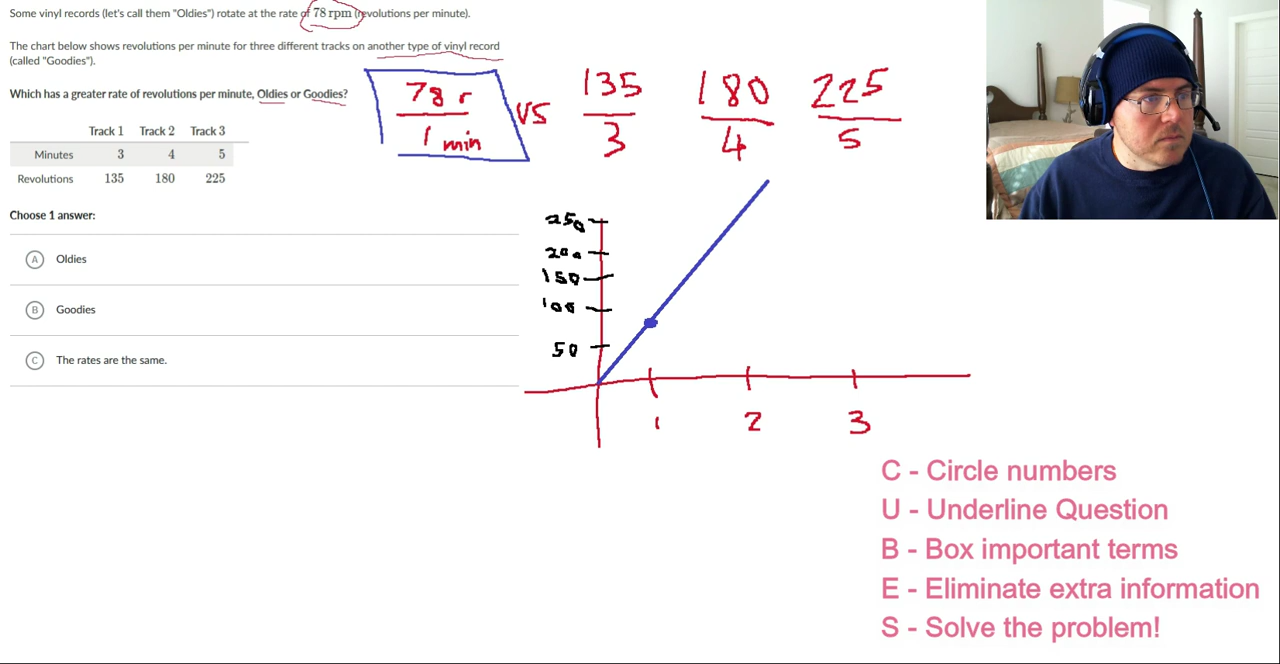 Some vinyl records (let's call them "Oldies") rotate at the rate of 78 rpm (revolutions per minute).
The chart below shows revolutions per minute for three different tracks on another type of vinyl record
(called "Goodies").
Which has a greater rate of revolutions per minute, Oldies or Goodies?
Track 1 Track 2 Track 3
Minutes 3 4 5
Revolutions 135 180 225
Choose 1 answer:
A Oldies
B Goodies
C The rates are the same.
78 r
1 min
VS
135
3
180
4
225
5
250
200
150
100
50
1 2 3
C - Circle numbers
U - Underline Question
B - Box important terms
E - Eliminate extra information
S - Solve the problem!